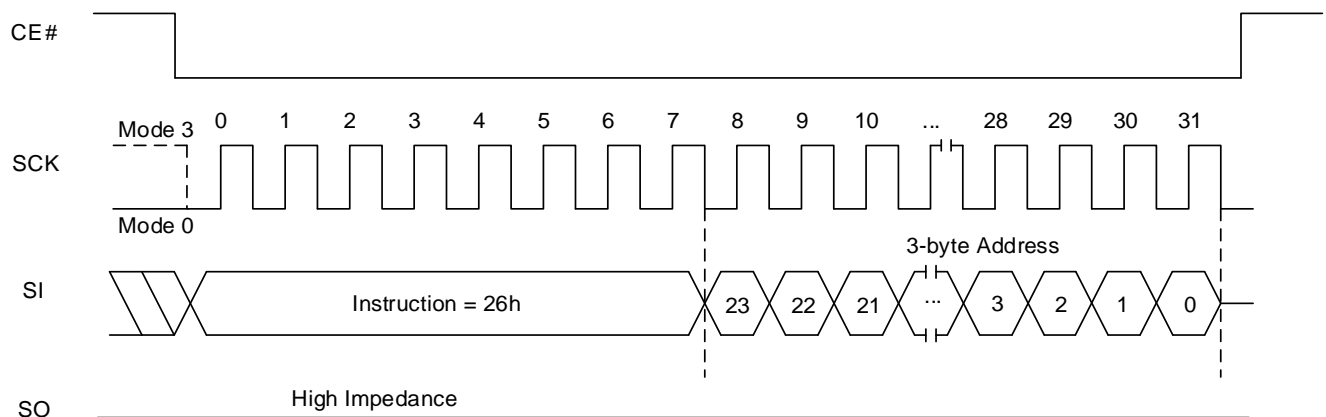 CE#
Mode 3
0 1 2 3 4 5 6 7 8 9 10 ... 28 29 30 31
SCK
Mode 0
3-byte Address
SI
Instruction = 26h
23 22 21 ... 3 2 1 0
High Impedance
SO